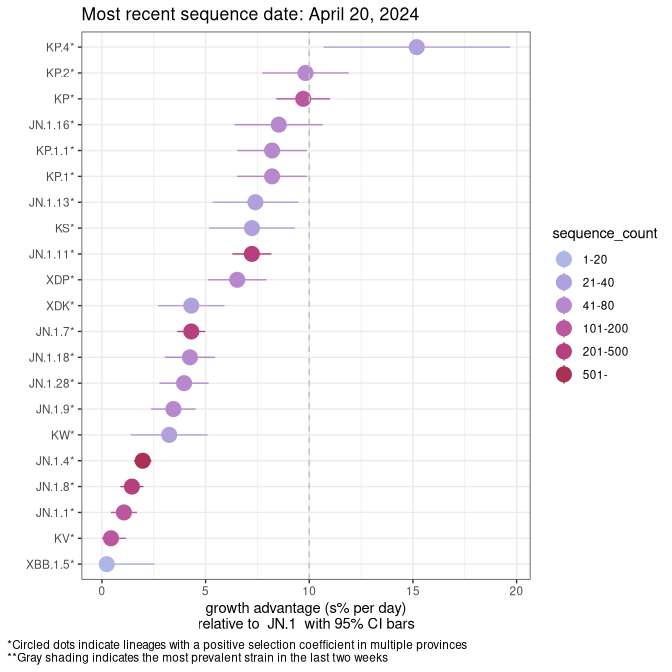 Most recent sequence date: April 20, 2024
KP.4*
KP.2*
KP*
JN.1.16*
KP.1.1*
KP.1*
JN.1.13*
KS*
JN.1.11*
XDP*
XDK*
JN.1.7*
JN.1.18*
JN.1.28*
JN.1.9*
KW*
JN.1.4*
JN.1.8*
JN.1.1*
KV*
XBB.1.5*
0 5 10 15 20
growth advantage (s% per day)
relative to JN.1 with 95% CI bars
sequence_count
1-20
21-40
41-80
101-200
201-500
501-
*Circled dots indicate lineages with a positive selection coefficient in multiple provinces
**Gray shading indicates the most prevalent strain in the last two weeks